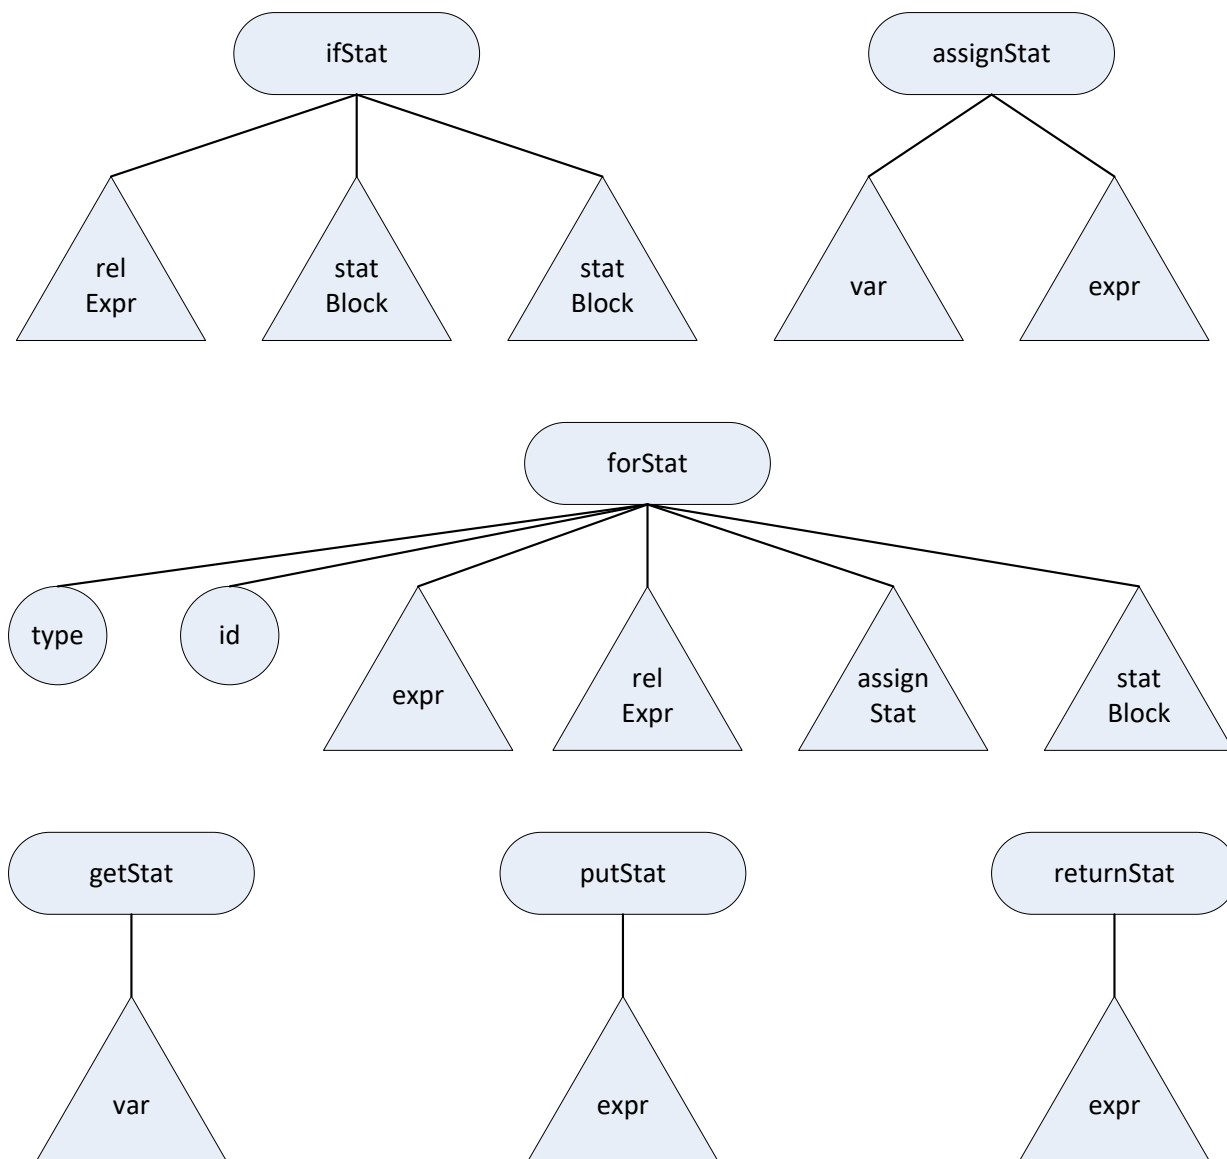 ifStat
assignStat
rel
Expr
stat
Block
stat
Block
var
expr
forStat
type
id
expr
rel
Expr
assign
Stat
stat
Block
getStat
putStat
returnStat
var
expr
expr